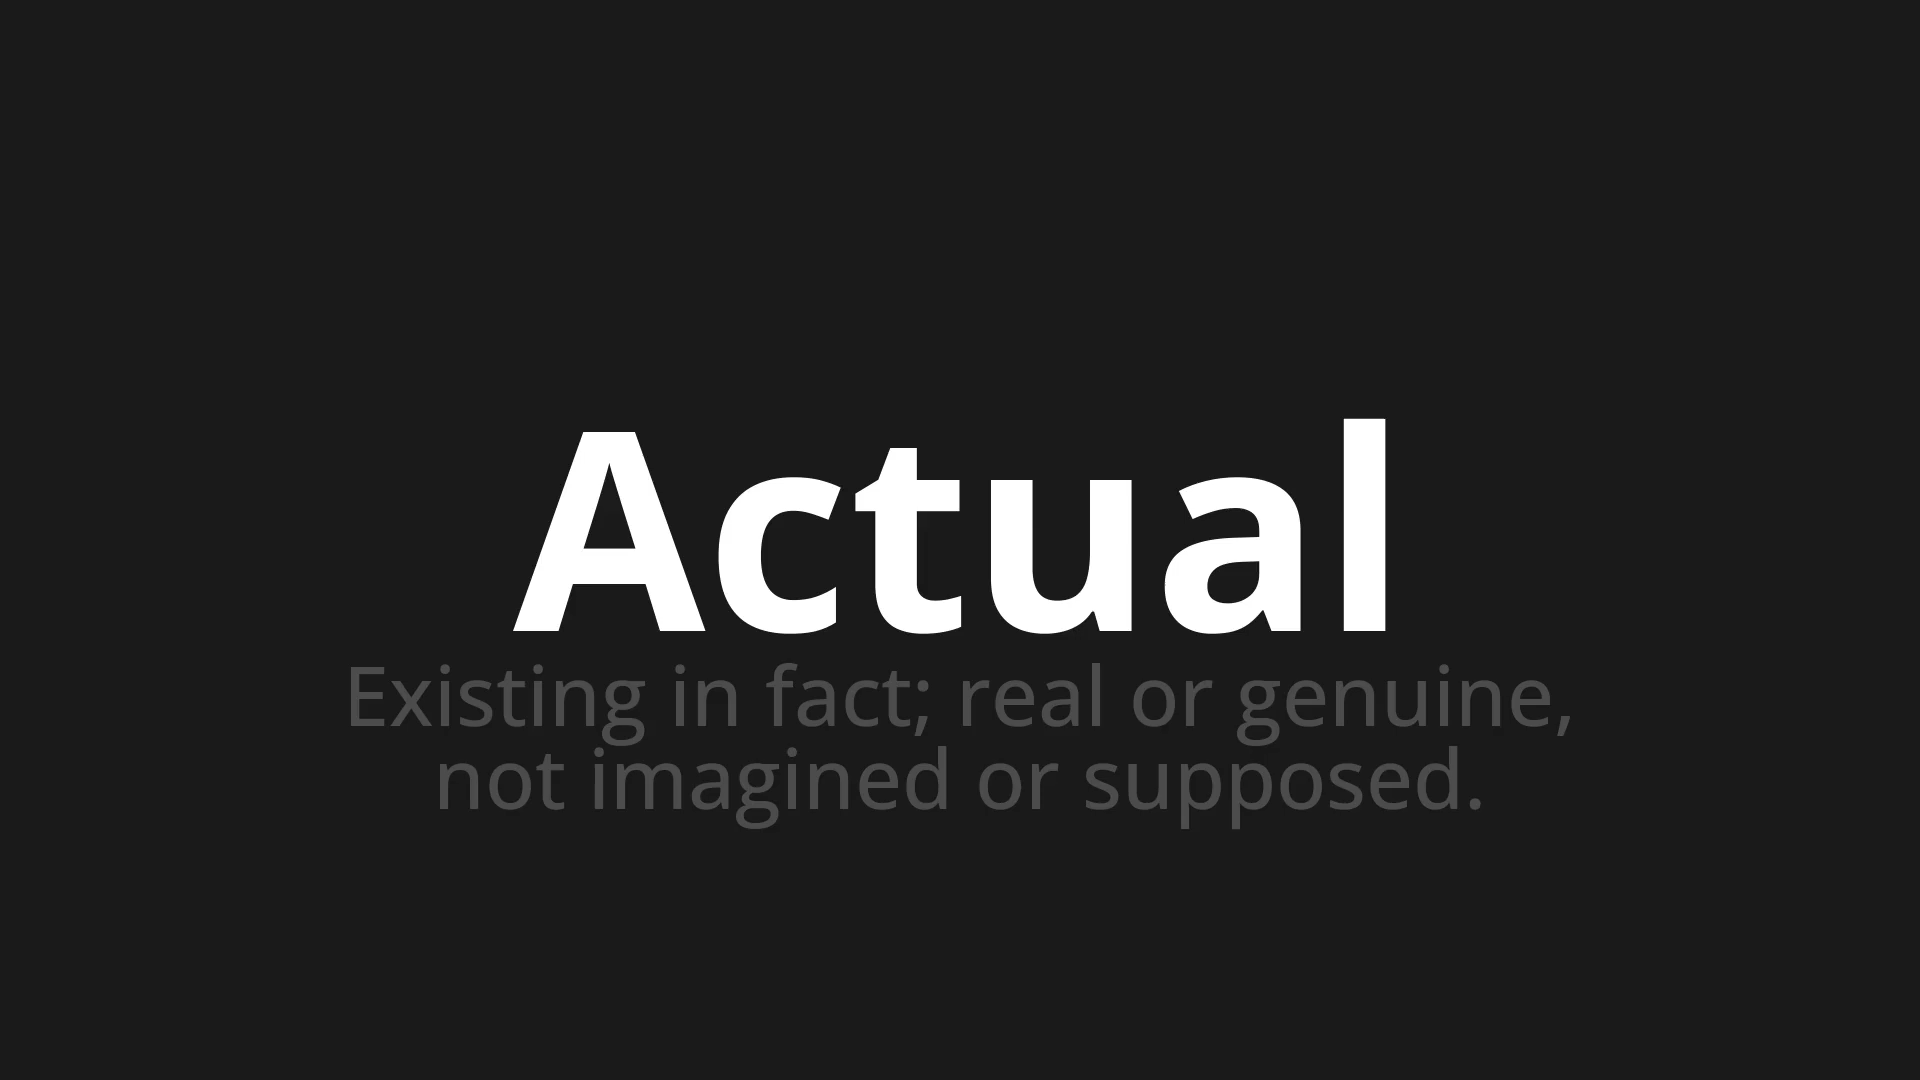 Actual
Existing in fact; real or genuine,
not imagined or supposed.